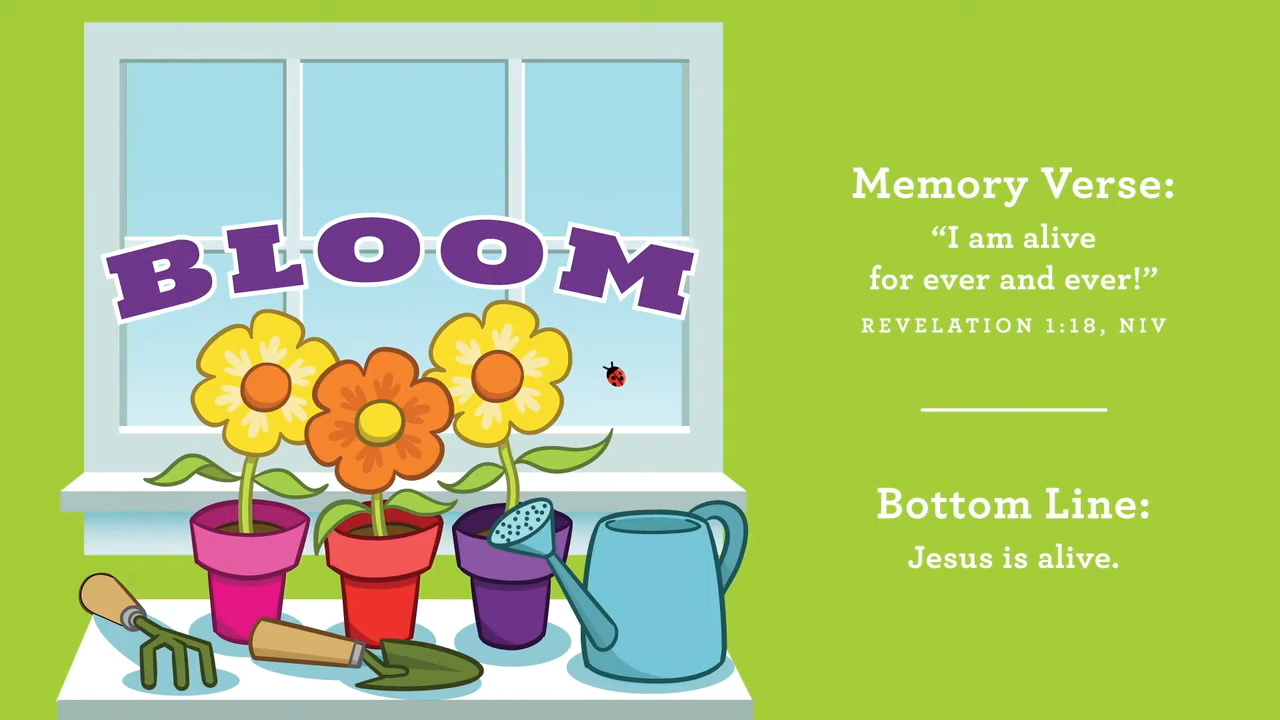 BLOOM
Memory Verse:
“I am alive
for ever and ever!”
REVELATION 1:18, NIV
Bottom Line:
Jesus is alive.